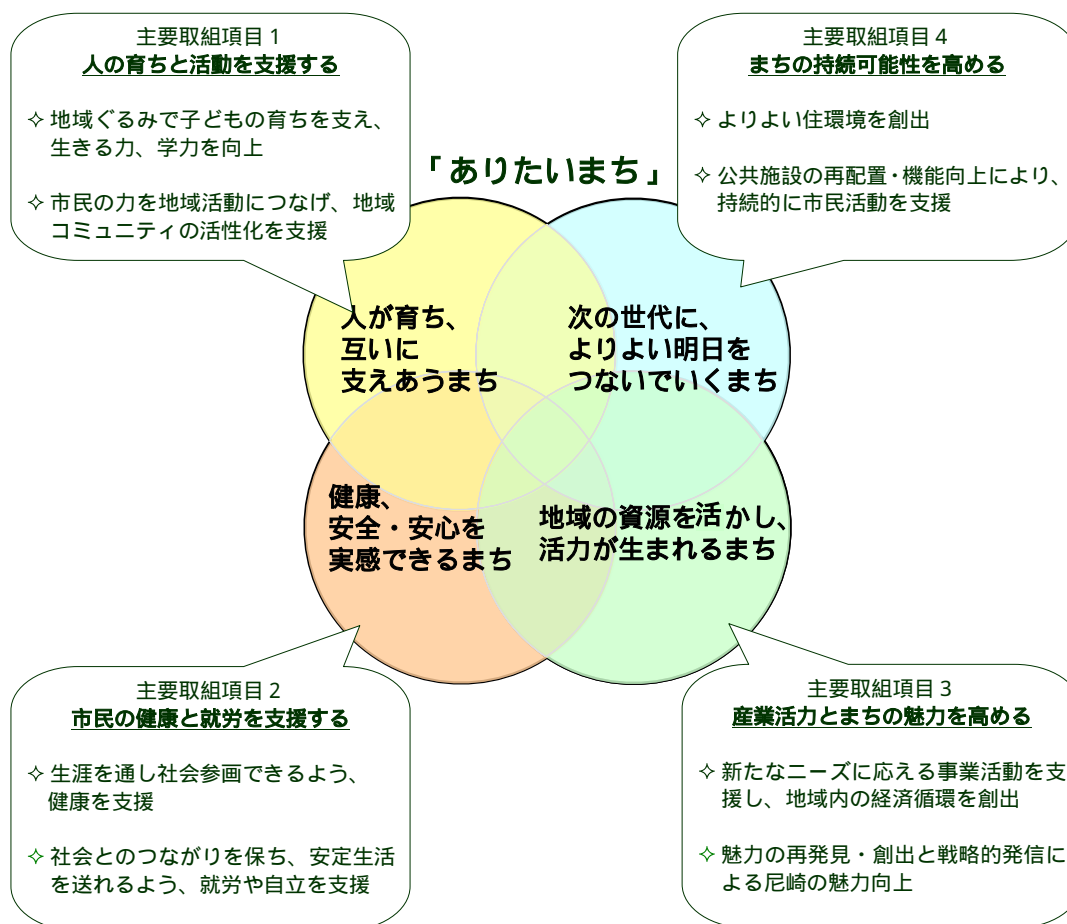 主要取組項目1
人の育ちと活動を支援する
✧ 地域ぐるみで子どもの育ちを支え、
生きる力、学力を向上
✧ 市民の力を地域活動につなげ、地域
コミュニティの活性化を支援
主要取組項目4
まちの持続可能性を高める
✧ よりよい住環境を創出
✧ 公共施設の再配置・機能向上により、
持続的に市民活動を支援
「ありたいまち」
人が育ち、
互いに
支えあうまち
次の世代に、
よりよい明日を
つないでいくまち
健康、
安全・安心を
実感できるまち
地域の資源を活かし、
活力が生まれるまち
主要取組項目2
市民の健康と就労を支援する
✧ 生涯を通し社会参画できるよう、
健康を支援
✧ 社会とのつながりを保ち、安定生活
を送れるよう、就労や自立を支援
主要取組項目3
産業活力とまちの魅力を高める
✧ 新たなニーズに応える事業活動を支
援し、地域内の経済循環を創出
✧ 魅力の再発見・創出と戦略的発信に
よる尼崎の魅力向上